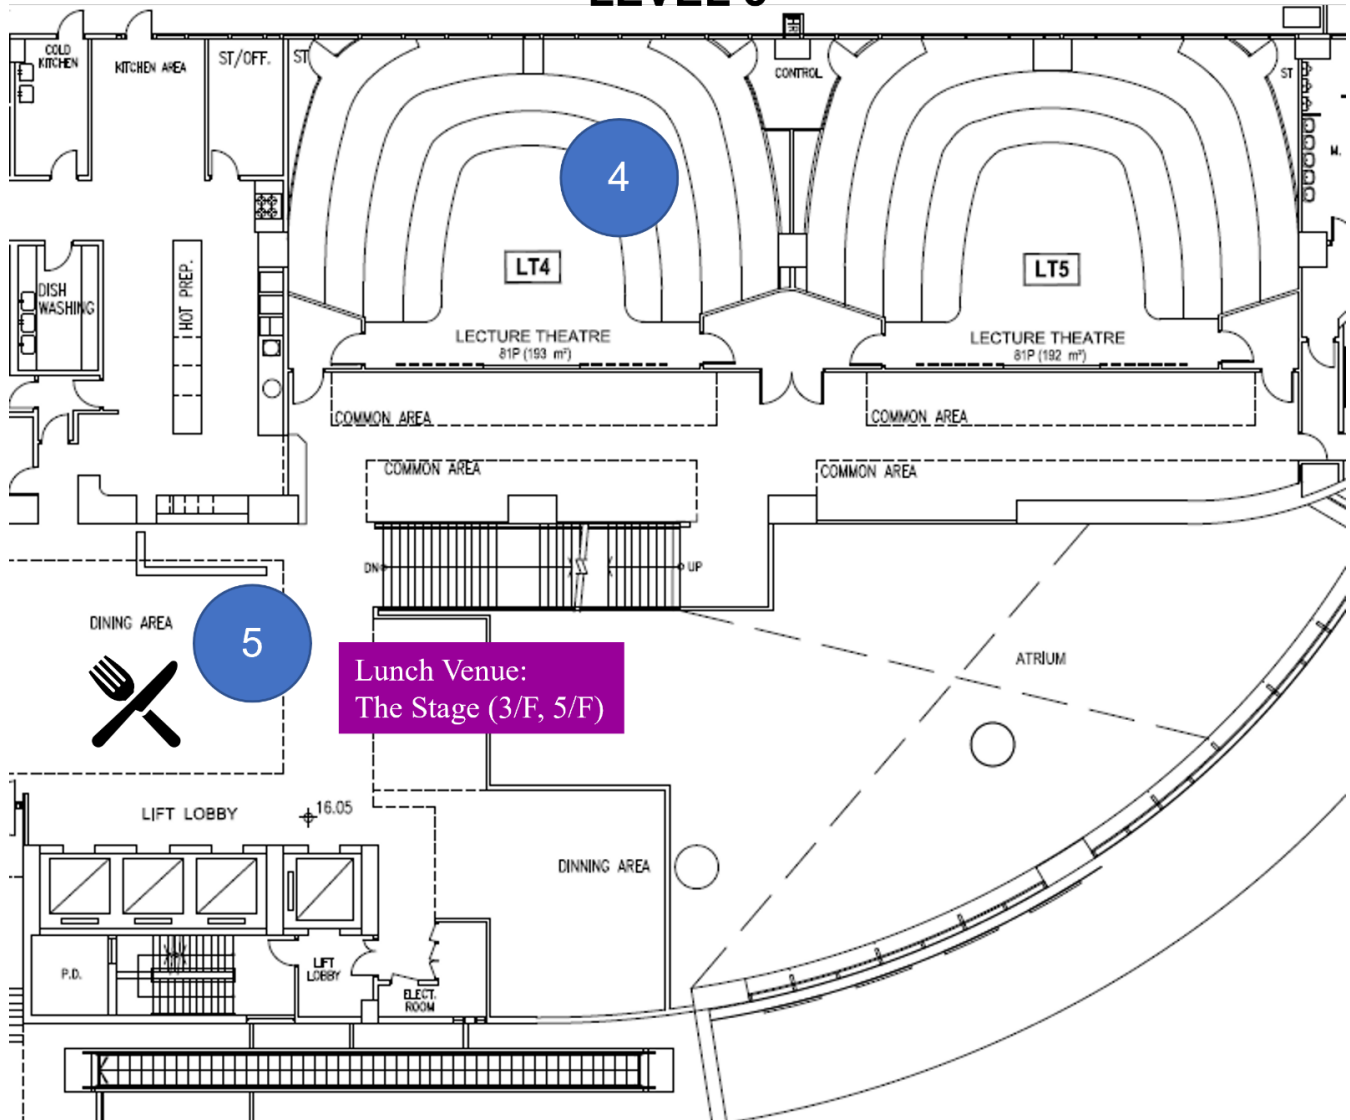 COLD
KITCHEN
KITCHEN AREA
ST/OFF.
ST
CONTROL
ST
M.
4
LT4
LT5
DISH
WASHING
HOT PREP.
LECTURE THEATRE
81P (193 m²)
LECTURE THEATRE
81P (192 m²)
COMMON AREA
COMMON AREA
COMMON AREA
COMMON AREA
DN
UP
DINING AREA
5
Lunch Venue:
The Stage (3/F, 5/F)
ATRIUM
LIFT LOBBY
16.05
DINNING AREA
P.D.
LIFT
LOBBY
ELECT.
ROOM